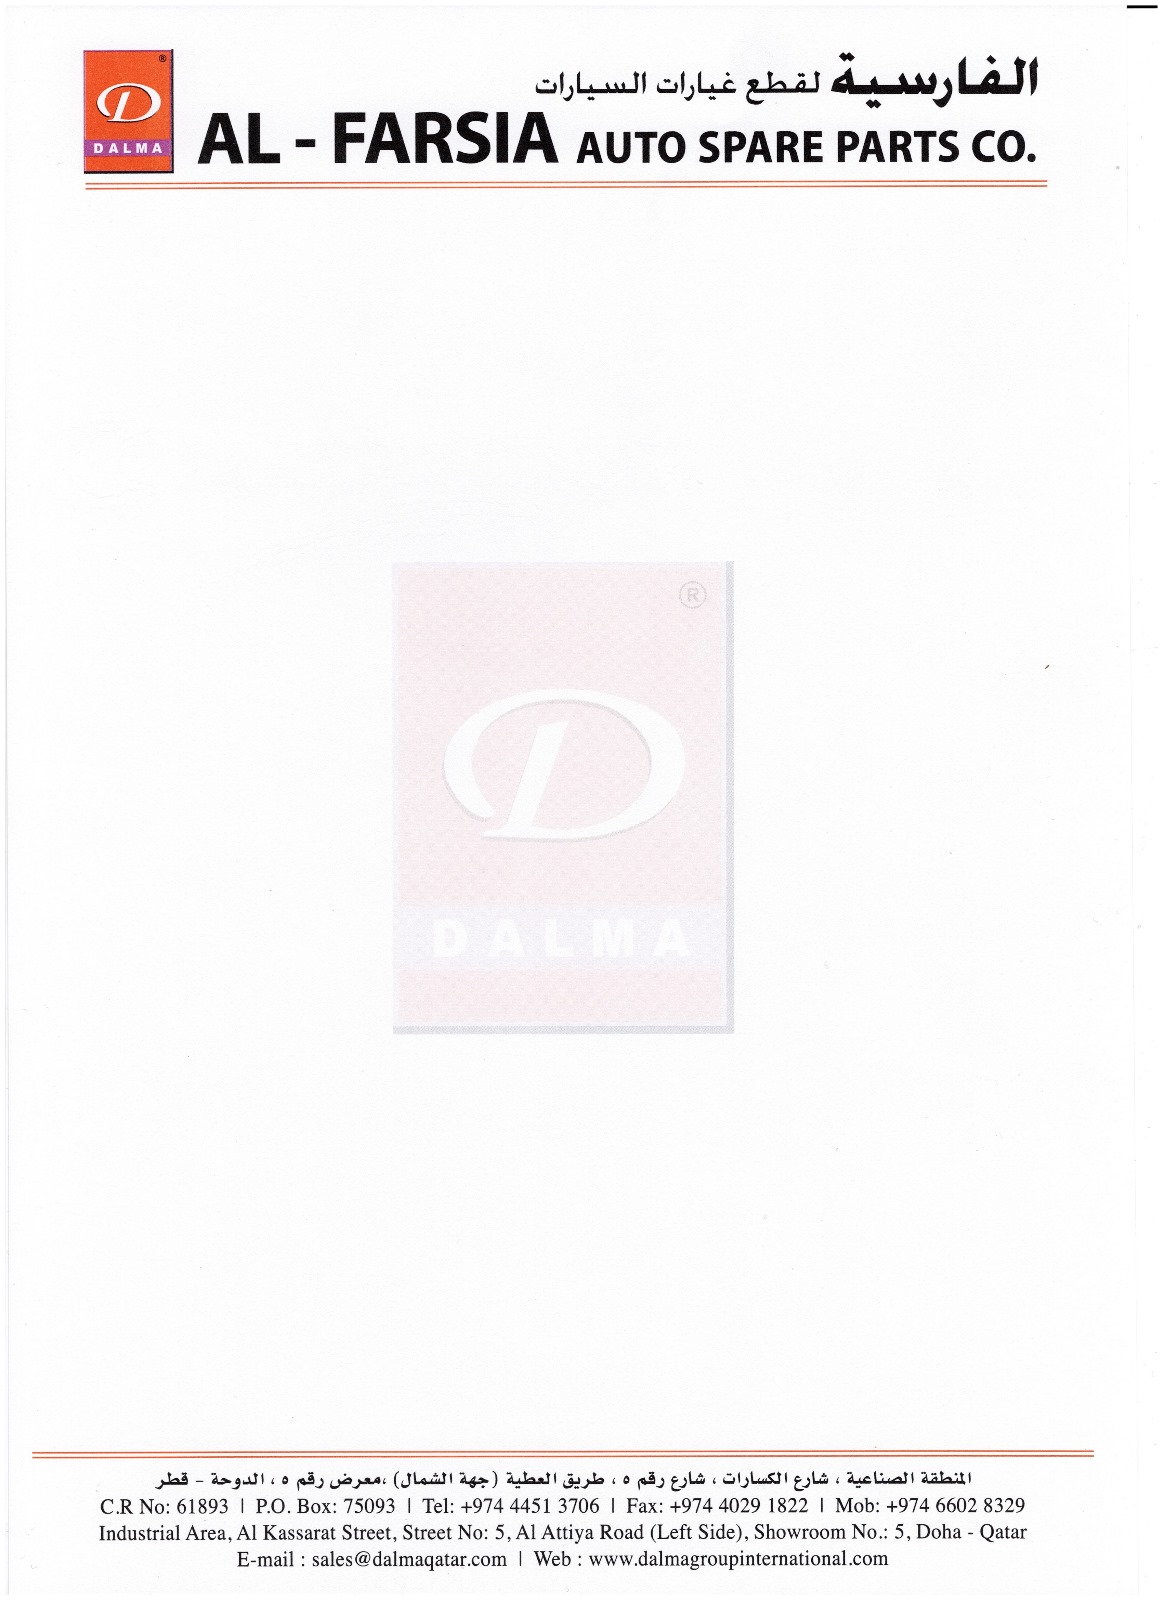 الفارسية لقطع غيارات السيارات
®
D
DALMA
AL - FARSIA AUTO SPARE PARTS CO.
®
D
DALMA
المنطقة الصناعية ، شارع الكسارات ، شارع رقم ٥ ، طريق العطية (جهة الشمال) ،معرض رقم ٥ ، الدوحة - قطر
C.R No: 61893 | P.O. Box: 75093 | Tel: +974 4451 3706 | Fax: +974 4029 1822 | Mob: +974 6602 8329
Industrial Area, Al Kassarat Street, Street No: 5, Al Attiya Road (Left Side), Showroom No.: 5, Doha - Qatar
E-mail : sales@dalmaqatar.com | Web : www.dalmagroupinternational.com